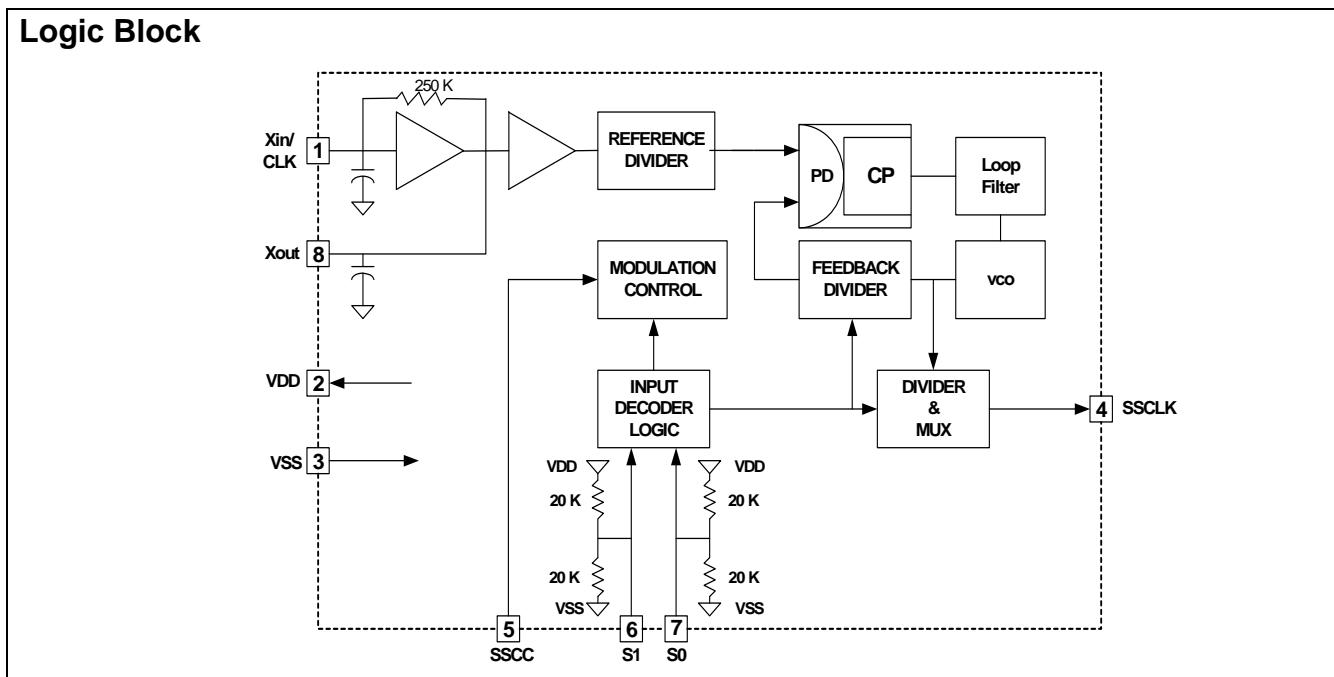 Logic Block
250 K
Xin/
CLK
1
REFERENCE
DIVIDER
PD
CP
Loop
Filter
Xout
8
MODULATION
CONTROL
FEEDBACK
DIVIDER
vco
VDD
2
INPUT
DECODER
LOGIC
DIVIDER
&
MUX
4
SSCLK
VSS
3
VDD
VDD
20 K
20 K
20 K
20 K
VSS
VSS
5
6
7
SSCC
S1
S0